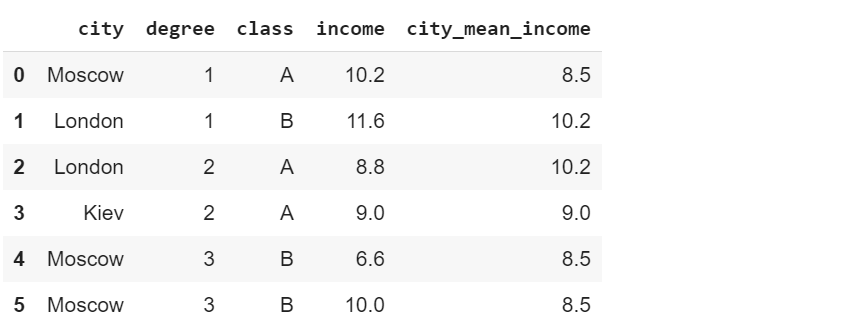 city degree class income city_mean_income
0 Moscow 1 A 10.2 8.5
1 London 1 B 11.6 10.2
2 London 2 A 8.8 10.2
3 Kiev 2 A 9.0 9.0
4 Moscow 3 B 6.6 8.5
5 Moscow 3 B 10.0 8.5